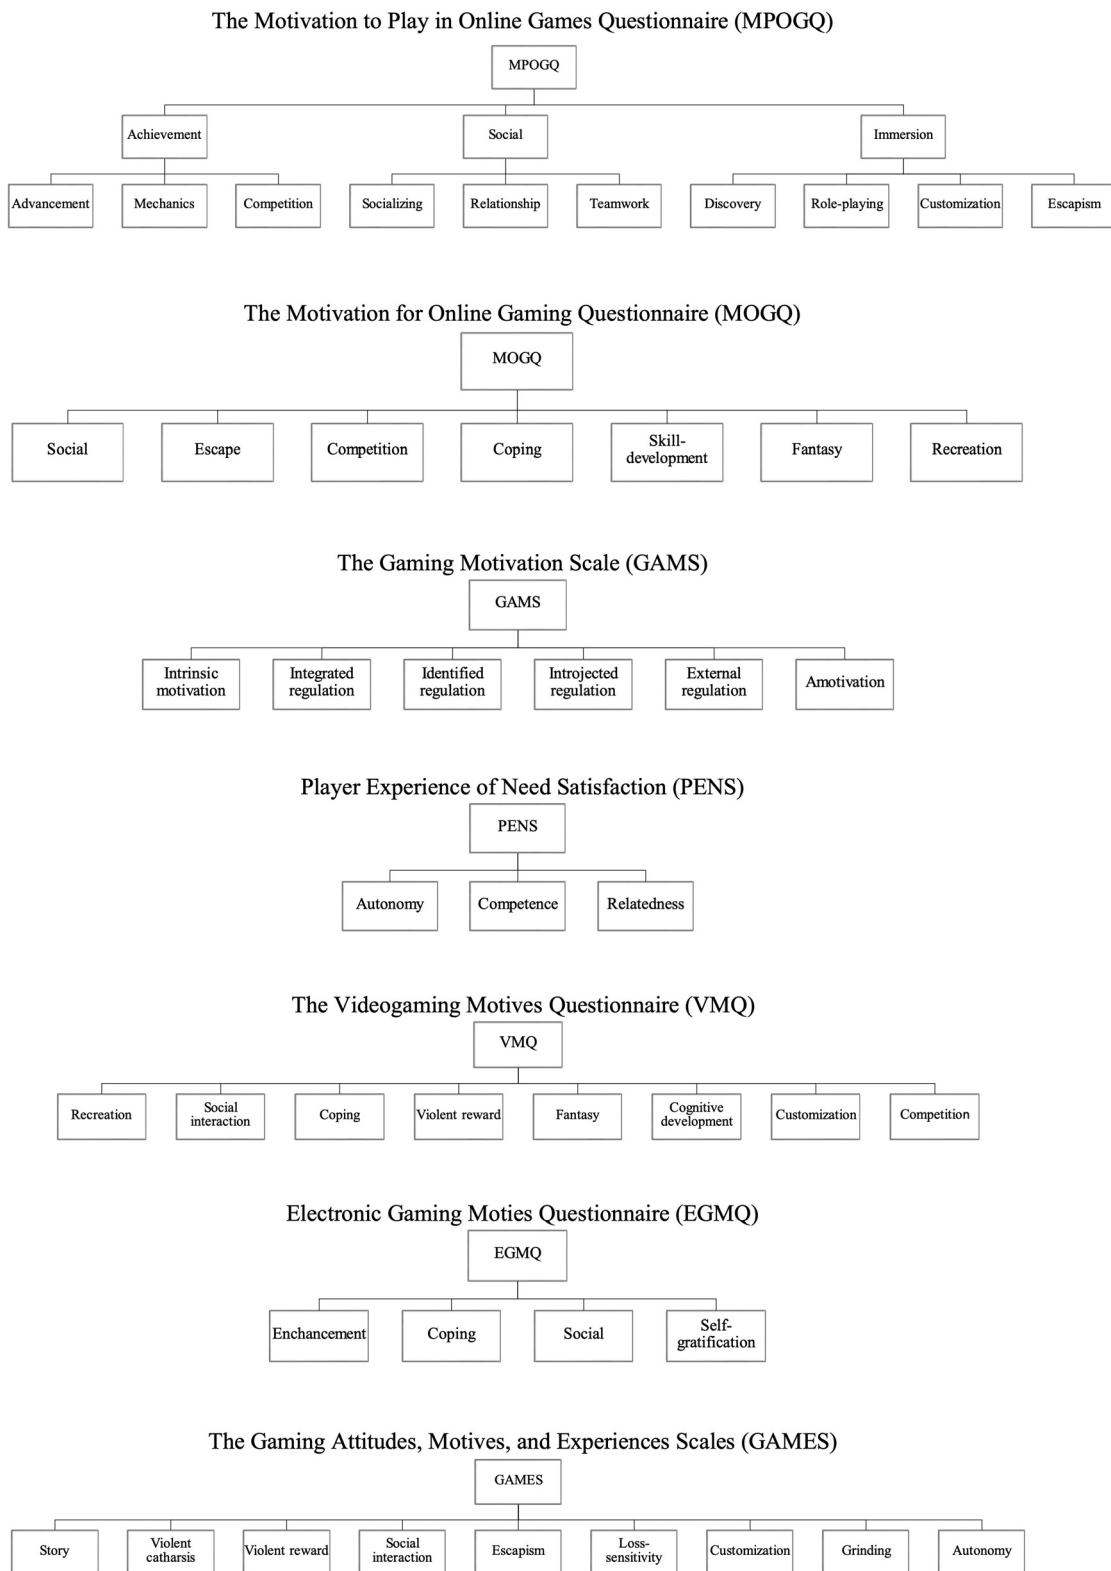 The Motivation to Play in Online Games Questionnaire (MPOGQ)
MPOGQ
Achievement
Social
Immersion
Advancement
Mechanics
Competition
Socializing
Relationship
Teamwork
Discovery
Role-playing
Customization
Escapism
The Motivation for Online Gaming Questionnaire (MOGQ)
MOGQ
Social
Escape
Competition
Coping
Skill-
development
Fantasy
Recreation
The Gaming Motivation Scale (GAMS)
GAMS
Intrinsic
motivation
Integrated
regulation
Identified
regulation
Introjected
regulation
External
regulation
Amotivation
Player Experience of Need Satisfaction (PENS)
PENS
Autonomy
Competence
Relatedness
The Videogaming Motives Questionnaire (VMQ)
VMQ
Recreation
Social
interaction
Coping
Violent reward
Fantasy
Cognitive
development
Customization
Competition
Electronic Gaming Moties Questionnaire (EGMQ)
EGMQ
Enchancement
Coping
Social
Self-
gratification
The Gaming Attitudes, Motives, and Experiences Scales (GAMES)
GAMES
Story
Violent
catharsis
Violent reward
Social
interaction
Escapism
Loss-
sensitivity
Customization
Grinding
Autonomy